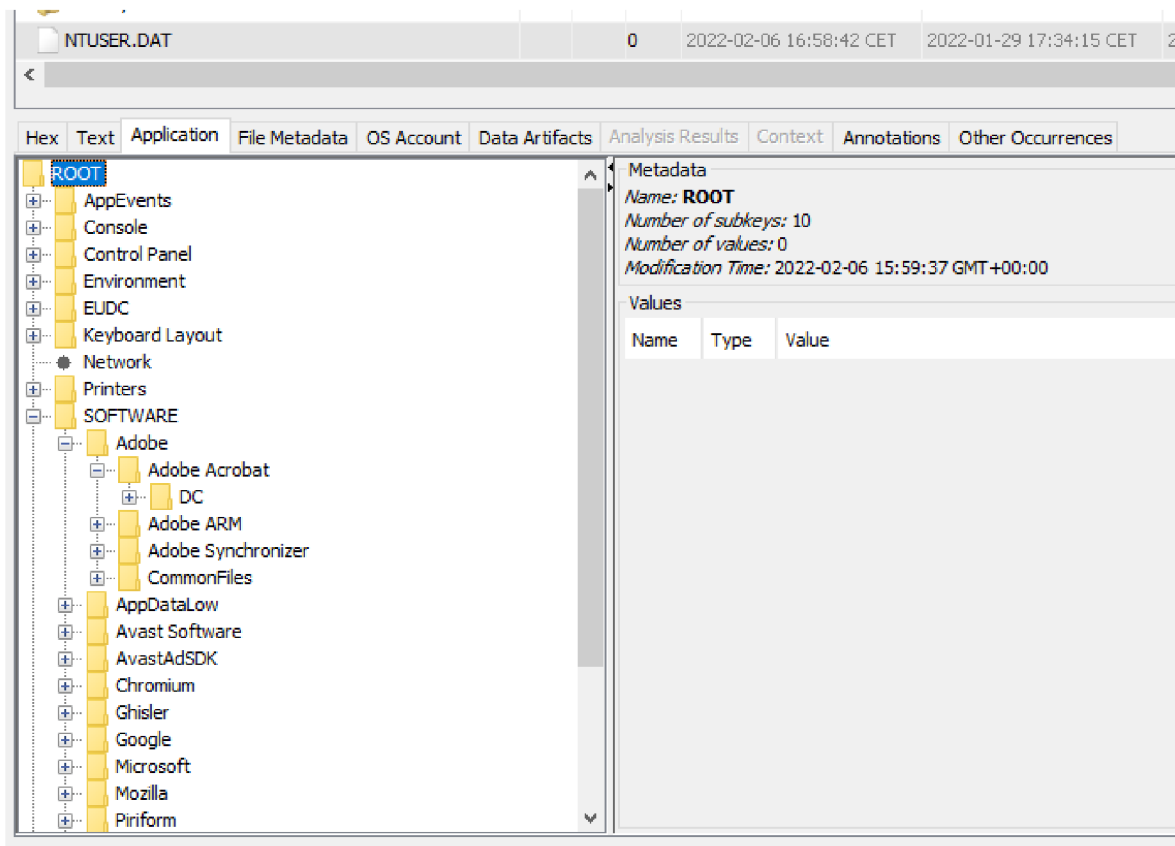 NTUSER.DAT 0 2022-02-06 16:58:42 CET 2022-01-29 17:34:15 CET
Hex Text Application File Metadata OS Account Data Artifacts Analysis Results Context Annotations Other Occurrences
ROOT
AppEvents
Console
Control Panel
Environment
EUDC
Keyboard Layout
Network
Printers
SOFTWARE
Adobe
Adobe Acrobat
DC
Adobe ARM
Adobe Synchronizer
CommonFiles
AppDataLow
Avast Software
AvastAdSDK
Chromium
Ghisler
Google
Microsoft
Mozilla
Piriform
Metadata
Name: ROOT
Number of subkeys: 10
Number of values: 0
Modification Time: 2022-02-06 15:59:37 GMT+00:00
Values
Name Type Value